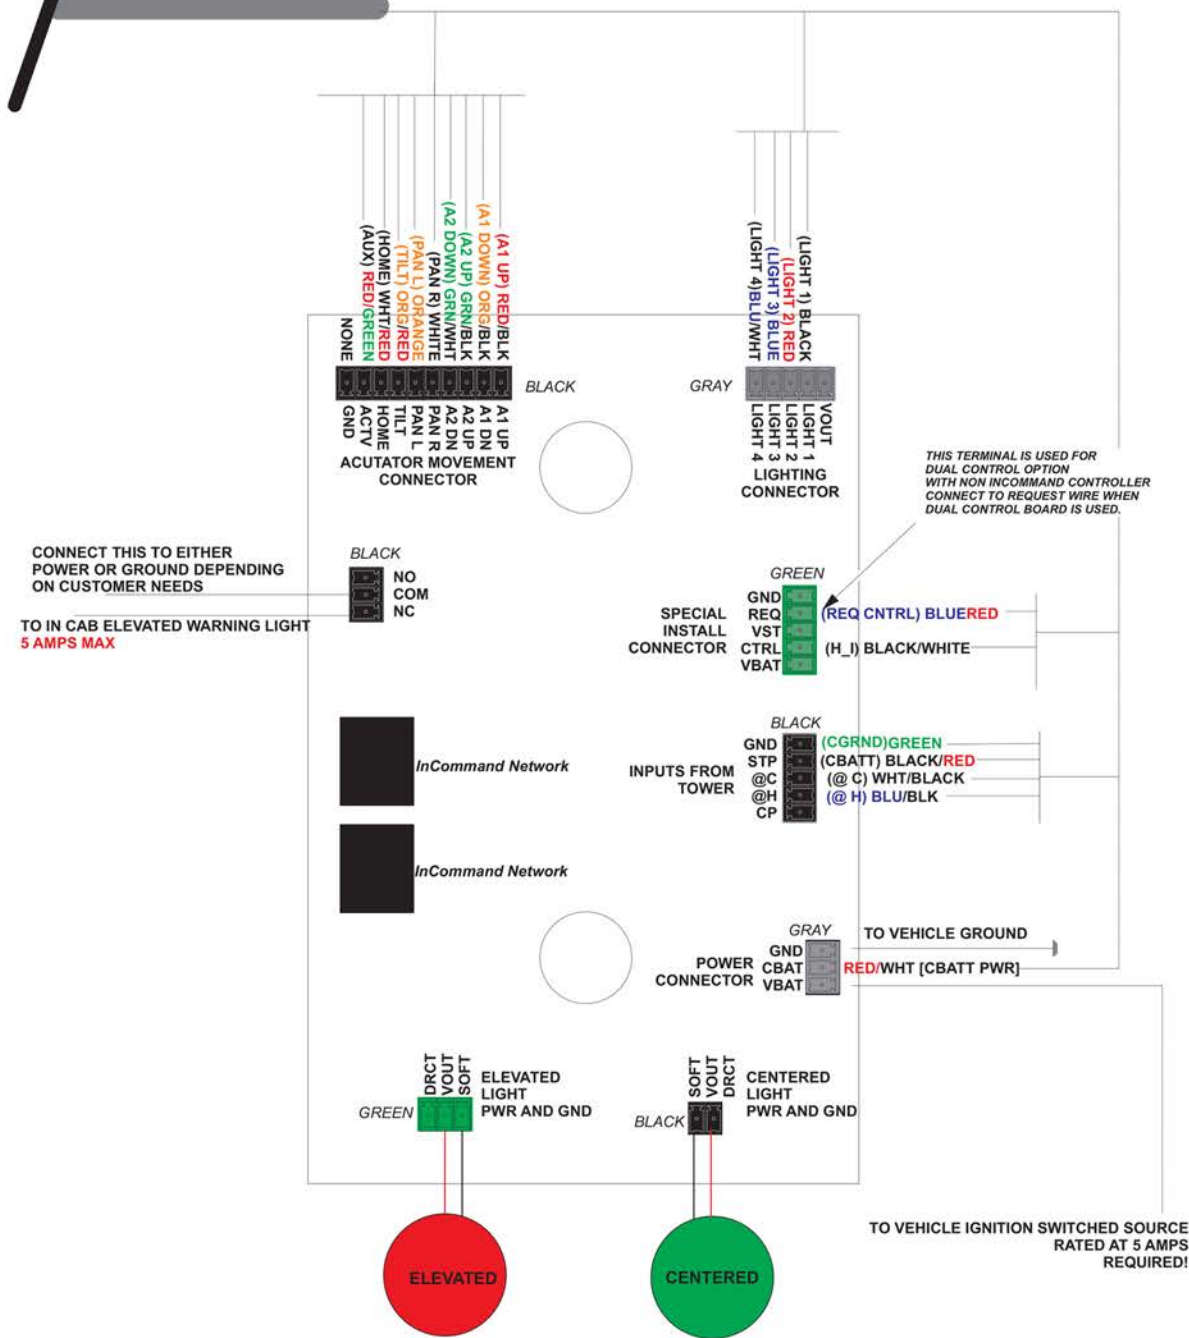 (AUX) RED/GREEN
(HOME) WHT/RED
(TILT) ORG/RED
(PAN L) ORANGE
(PAN R) WHITE
(A2 DOWN) GRN/WHT
(A2 UP) GRN/BLK
(A1 DOWN) ORG/BLK
(A1 UP) RED/BLK
NONE
GND
ACTV
HOME
TILT
PAN L
PAN R
A2 DN
A2 UP
A1 DN
A1 UP
BLACK
ACUTATOR MOVEMENT
CONNECTOR
(LIGHT 4)BLU/WHT
(LIGHT 3) BLUE
(LIGHT 2) RED
(LIGHT 1) BLACK
GRAY
LIGHT 4
LIGHT 3
LIGHT 2
LIGHT 1
VOUT
LIGHTING
CONNECTOR
THIS TERMINAL IS USED FOR
DUAL CONTROL OPTION
WITH NON INCOMMAND CONTROLLER
CONNECT TO REQUEST WIRE WHEN
DUAL CONTROL BOARD IS USED.
CONNECT THIS TO EITHER
POWER OR GROUND DEPENDING
ON CUSTOMER NEEDS
TO IN CAB ELEVATED WARNING LIGHT
5 AMPS MAX
BLACK
NO
COM
NC
GREEN
SPECIAL
INSTALL
CONNECTOR
GND
REQ
VST
CTRL
VBAT
(REQ CNTRL) BLUERED
(H_I) BLACK/WHITE
BLACK
INPUTS FROM
TOWER
GND
STP
@C
@H
CP
(CGRND)GREEN
(CBATT) BLACK/RED
(@ C) WHT/BLACK
(@ H) BLU/BLK
InCommand Network
InCommand Network
GRAY
POWER
CONNECTOR
GND
CBAT
VBAT
TO VEHICLE GROUND
RED/WHT [CBATT PWR]
DRCT
VOUT
SOFT
GREEN
ELEVATED
LIGHT
PWR AND GND
SOFT
VOUT
DRCT
BLACK
CENTERED
LIGHT
PWR AND GND
ELEVATED
CENTERED
TO VEHICLE IGNITION SWITCHED SOURCE
RATED AT 5 AMPS
REQUIRED!